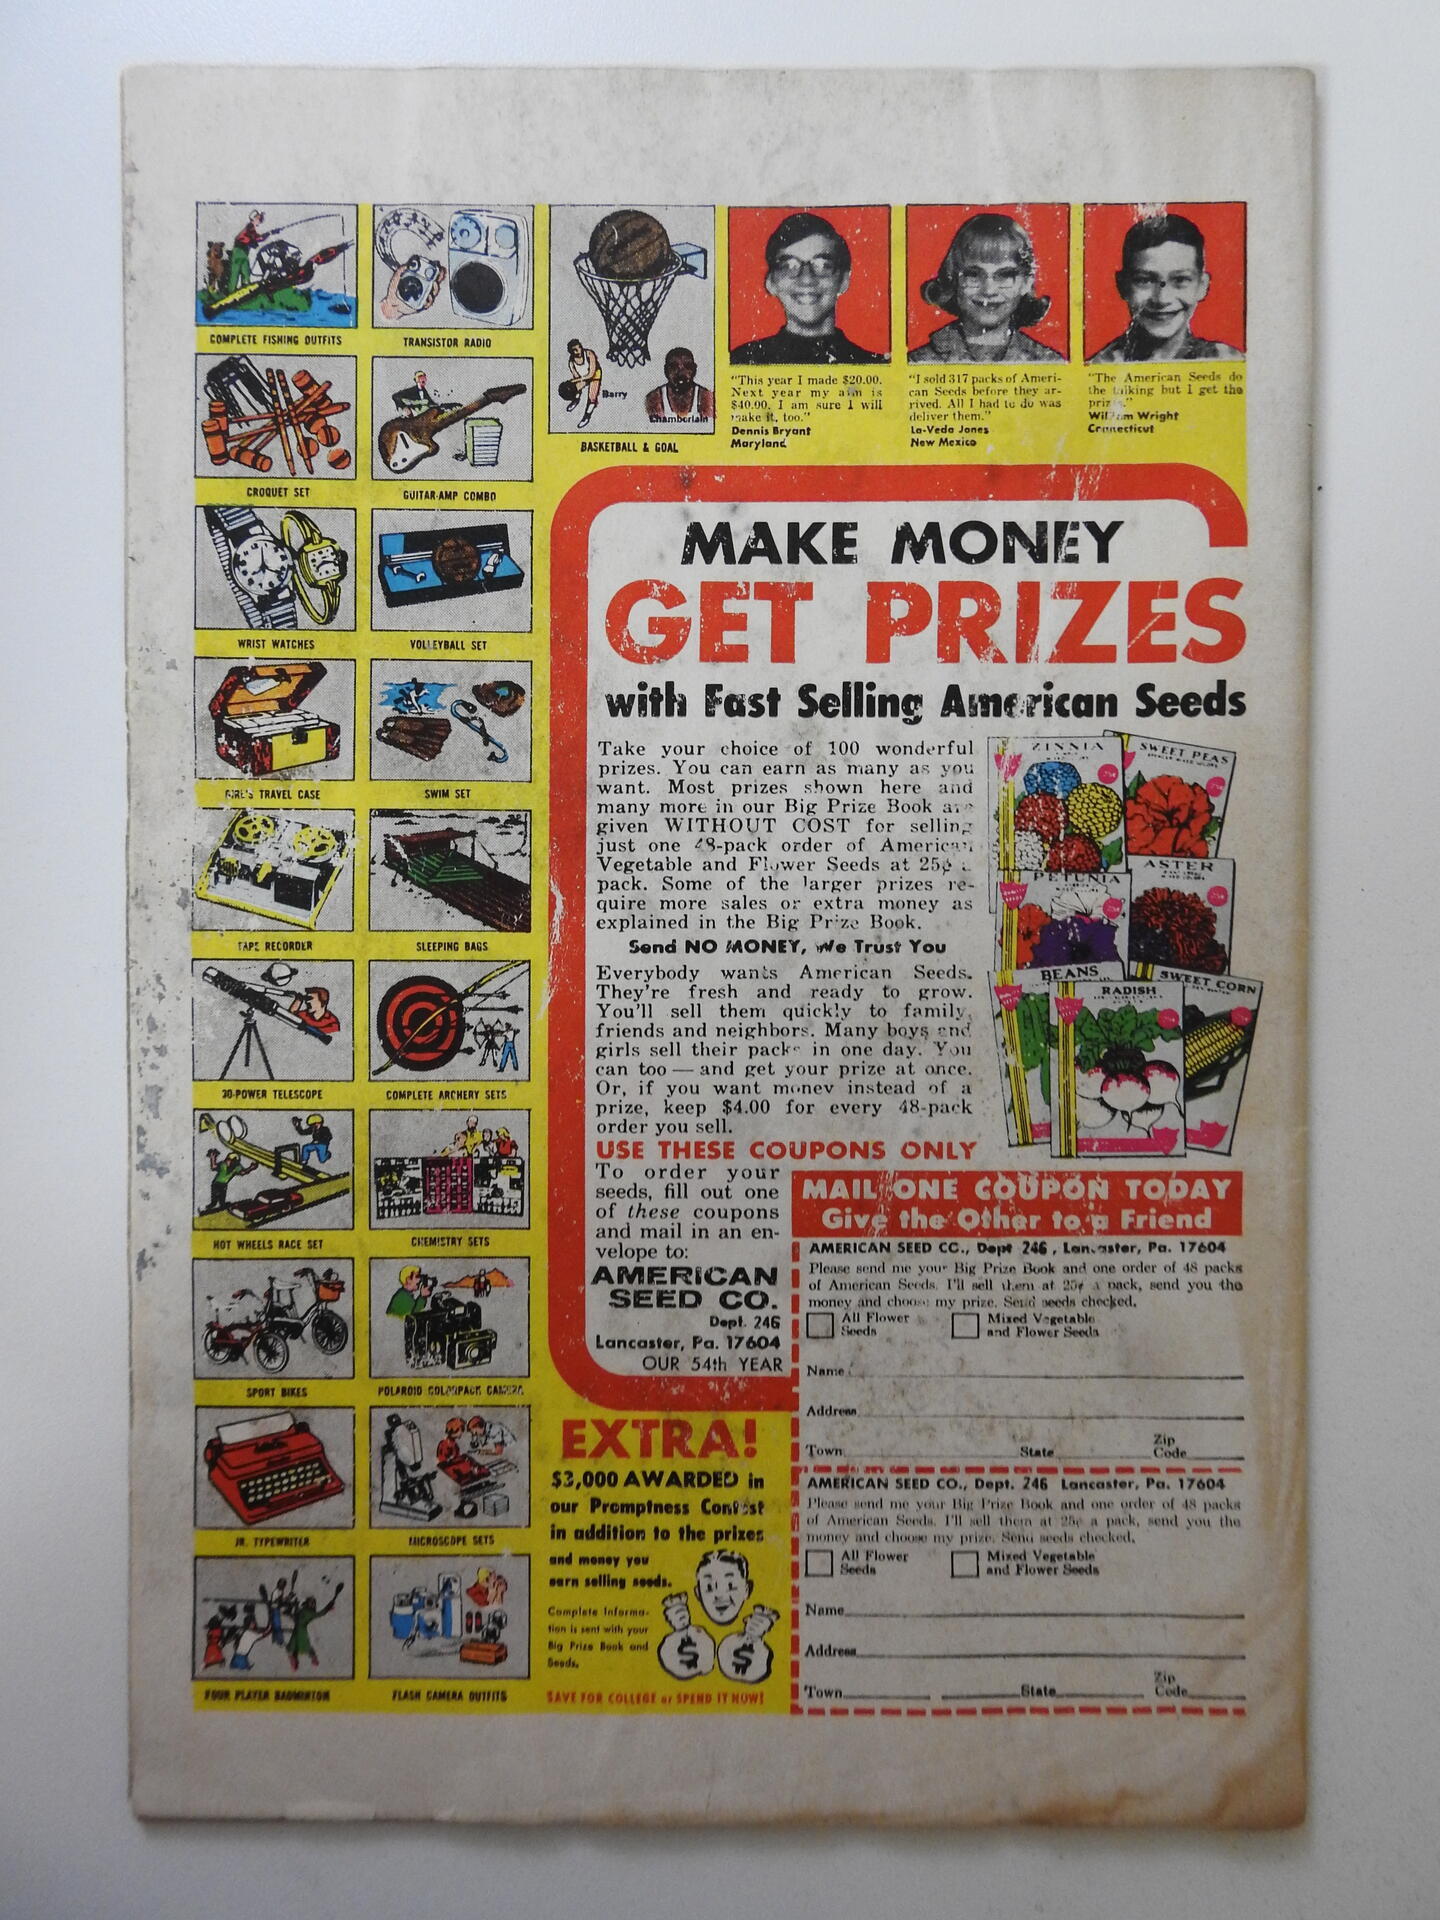 COMPLETE FISHING OUTFITS
TRANSISTOR RADIO
CROQUET SET
GUITAR-AMP COMBO
WRIST WATCHES
VOLLEYBALL SET
GIRL'S TRAVEL CASE
SWIM SET
TAPE RECORDER
SLEEPING BAGS
30-POWER TELESCOPE
COMPLETE ARCHERY SETS
HOT WHEELS RACE SET
CHEMISTRY SETS
SPORT BIKES
POLAROID COLORPACK CAMERA
JR. TYPEWRITER
MICROSCOPE SETS
FOUR PLAYER BADMINTON
FLASH CAMERA OUTFITS
Barry
Chamberlain
BASKETBALL & GOAL
"This year I made $20.00.
Next year my aim is
$40.00. I am sure I will
make it, too."
Dennis Bryant
Maryland
"I sold 317 packs of Ameri-
can Seeds before they ar-
rived. All I had to do was
deliver them."
La-Veda Jones
New Mexico
"The American Seeds do
the talking but I get the
prizes."
William Wright
Connecticut
MAKE MONEY
GET PRIZES
with Fast Selling American Seeds
Take your choice of 100 wonderful
prizes. You can earn as many as you
want. Most prizes shown here and
many more in our Big Prize Book are
given WITHOUT COST for selling
just one 48-pack order of American
Vegetable and Flower Seeds at 25¢ a
pack. Some of the larger prizes re-
quire more sales or extra money as
explained in the Big Prize Book.
Send NO MONEY, We Trust You
Everybody wants American Seeds.
They're fresh and ready to grow.
You'll sell them quickly to family,
friends and neighbors. Many boys and
girls sell their packs in one day. You
can too — and get your prize at once.
Or, if you want money instead of a
prize, keep $4.00 for every 48-pack
order you sell.
ZINNIA
SWEET PEAS
25¢
PETUNIA
ASTER
BEANS
RADISH
SWEET CORN
USE THESE COUPONS ONLY
To order your
seeds, fill out one
of these coupons
and mail in an en-
velope to:
AMERICAN
SEED CO.
Dept. 246
Lancaster, Pa. 17604
OUR 54th YEAR
EXTRA!
$3,000 AWARDED in
our Promptness Contest
in addition to the prizes
and money you
earn selling seeds.
Complete Informa-
tion is sent with your
Big Prize Book and
Seeds.
$
$
SAVE FOR COLLEGE or SPEND IT NOW!
MAIL ONE COUPON TODAY
Give the Other to a Friend
AMERICAN SEED CO., Dept 246, Lancaster, Pa. 17604
Please send me your Big Prize Book and one order of 48 packs
of American Seeds. I'll sell them at 25¢ a pack, send you the
money and choose my prize. Send seeds checked.
All Flower Seeds
Mixed Vegetable and Flower Seeds
Name
Address
Town State Zip Code
AMERICAN SEED CO., Dept. 246 Lancaster, Pa. 17604
Please send me your Big Prize Book and one order of 48 packs
of American Seeds. I'll sell them at 25¢ a pack, send you the
money and choose my prize. Send seeds checked.
All Flower Seeds
Mixed Vegetable and Flower Seeds
Name
Address
Town State Zip Code